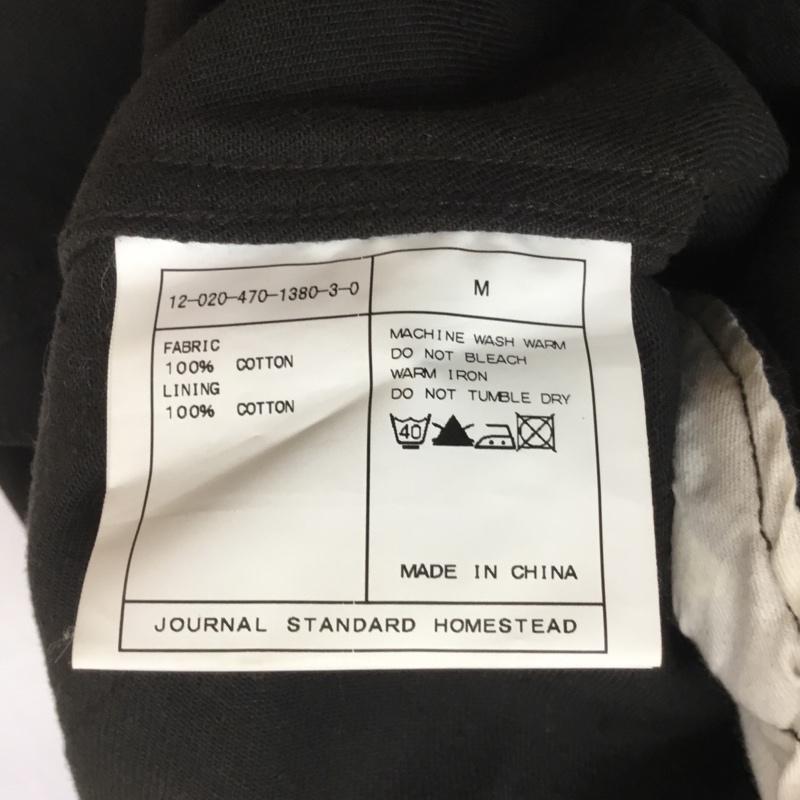 12-020-470-1380-3-0
M
FABRIC
100% COTTON
LINING
100% COTTON
MACHINE WASH WARM
DO NOT BLEACH
WARM IRON
DO NOT TUMBLE DRY
40
MADE IN CHINA
JOURNAL STANDARD HOMESTEAD